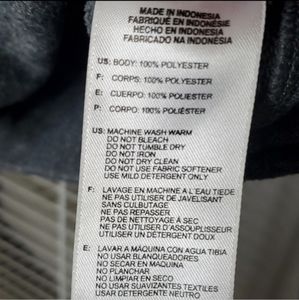 MADE IN INDONESIA
FABRIQUÉ EN INDONÉSIE
HECHO EN INDONESIA
FABRICADO NA INDONÉSIA
US: BODY: 100% POLYESTER
F: CORPS: 100% POLYESTER
E: CUERPO: 100% POLIÉSTER
P: CORPO: 100% POLIÉSTER
US: MACHINE WASH WARM
DO NOT BLEACH
DO NOT TUMBLE DRY
DO NOT IRON
DO NOT DRY CLEAN
DO NOT USE FABRIC SOFTENER
USE MILD DETERGENT ONLY
F: LAVAGE EN MACHINE A L'EAU TIEDE
NE PAS UTILISER DE JAVELISANT
SANS CULBUTAGE
NE PAS REPASSER
PAS DE NETTOYAGE À SEC
NE PAS UTILISER D'ASSOUPLISSEUR
UTILISER UN DÉTERGENT DOUX
E: LAVAR A MÁQUINA CON AGUA TIBIA
NO USAR BLANQUEADORES
NO SECAR EN MAQUINA
NO PLANCHAR
NO LIMPIAR EN SECO
NO USAR SUAVIZANTES TEXTILES
USAR DETERGENTE NEUTRO